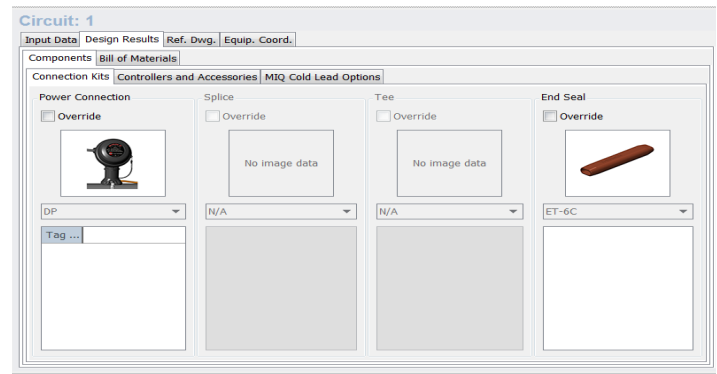 Circuit: 1
Input Data Design Results Ref. Dwg. Equip. Coord.
Components Bill of Materials
Connection Kits Controllers and Accessories MIQ Cold Lead Options
Power Connection Splice Tee End Seal
Override Override Override Override
No image data No image data
DP N/A N/A ET-6C
Tag ...